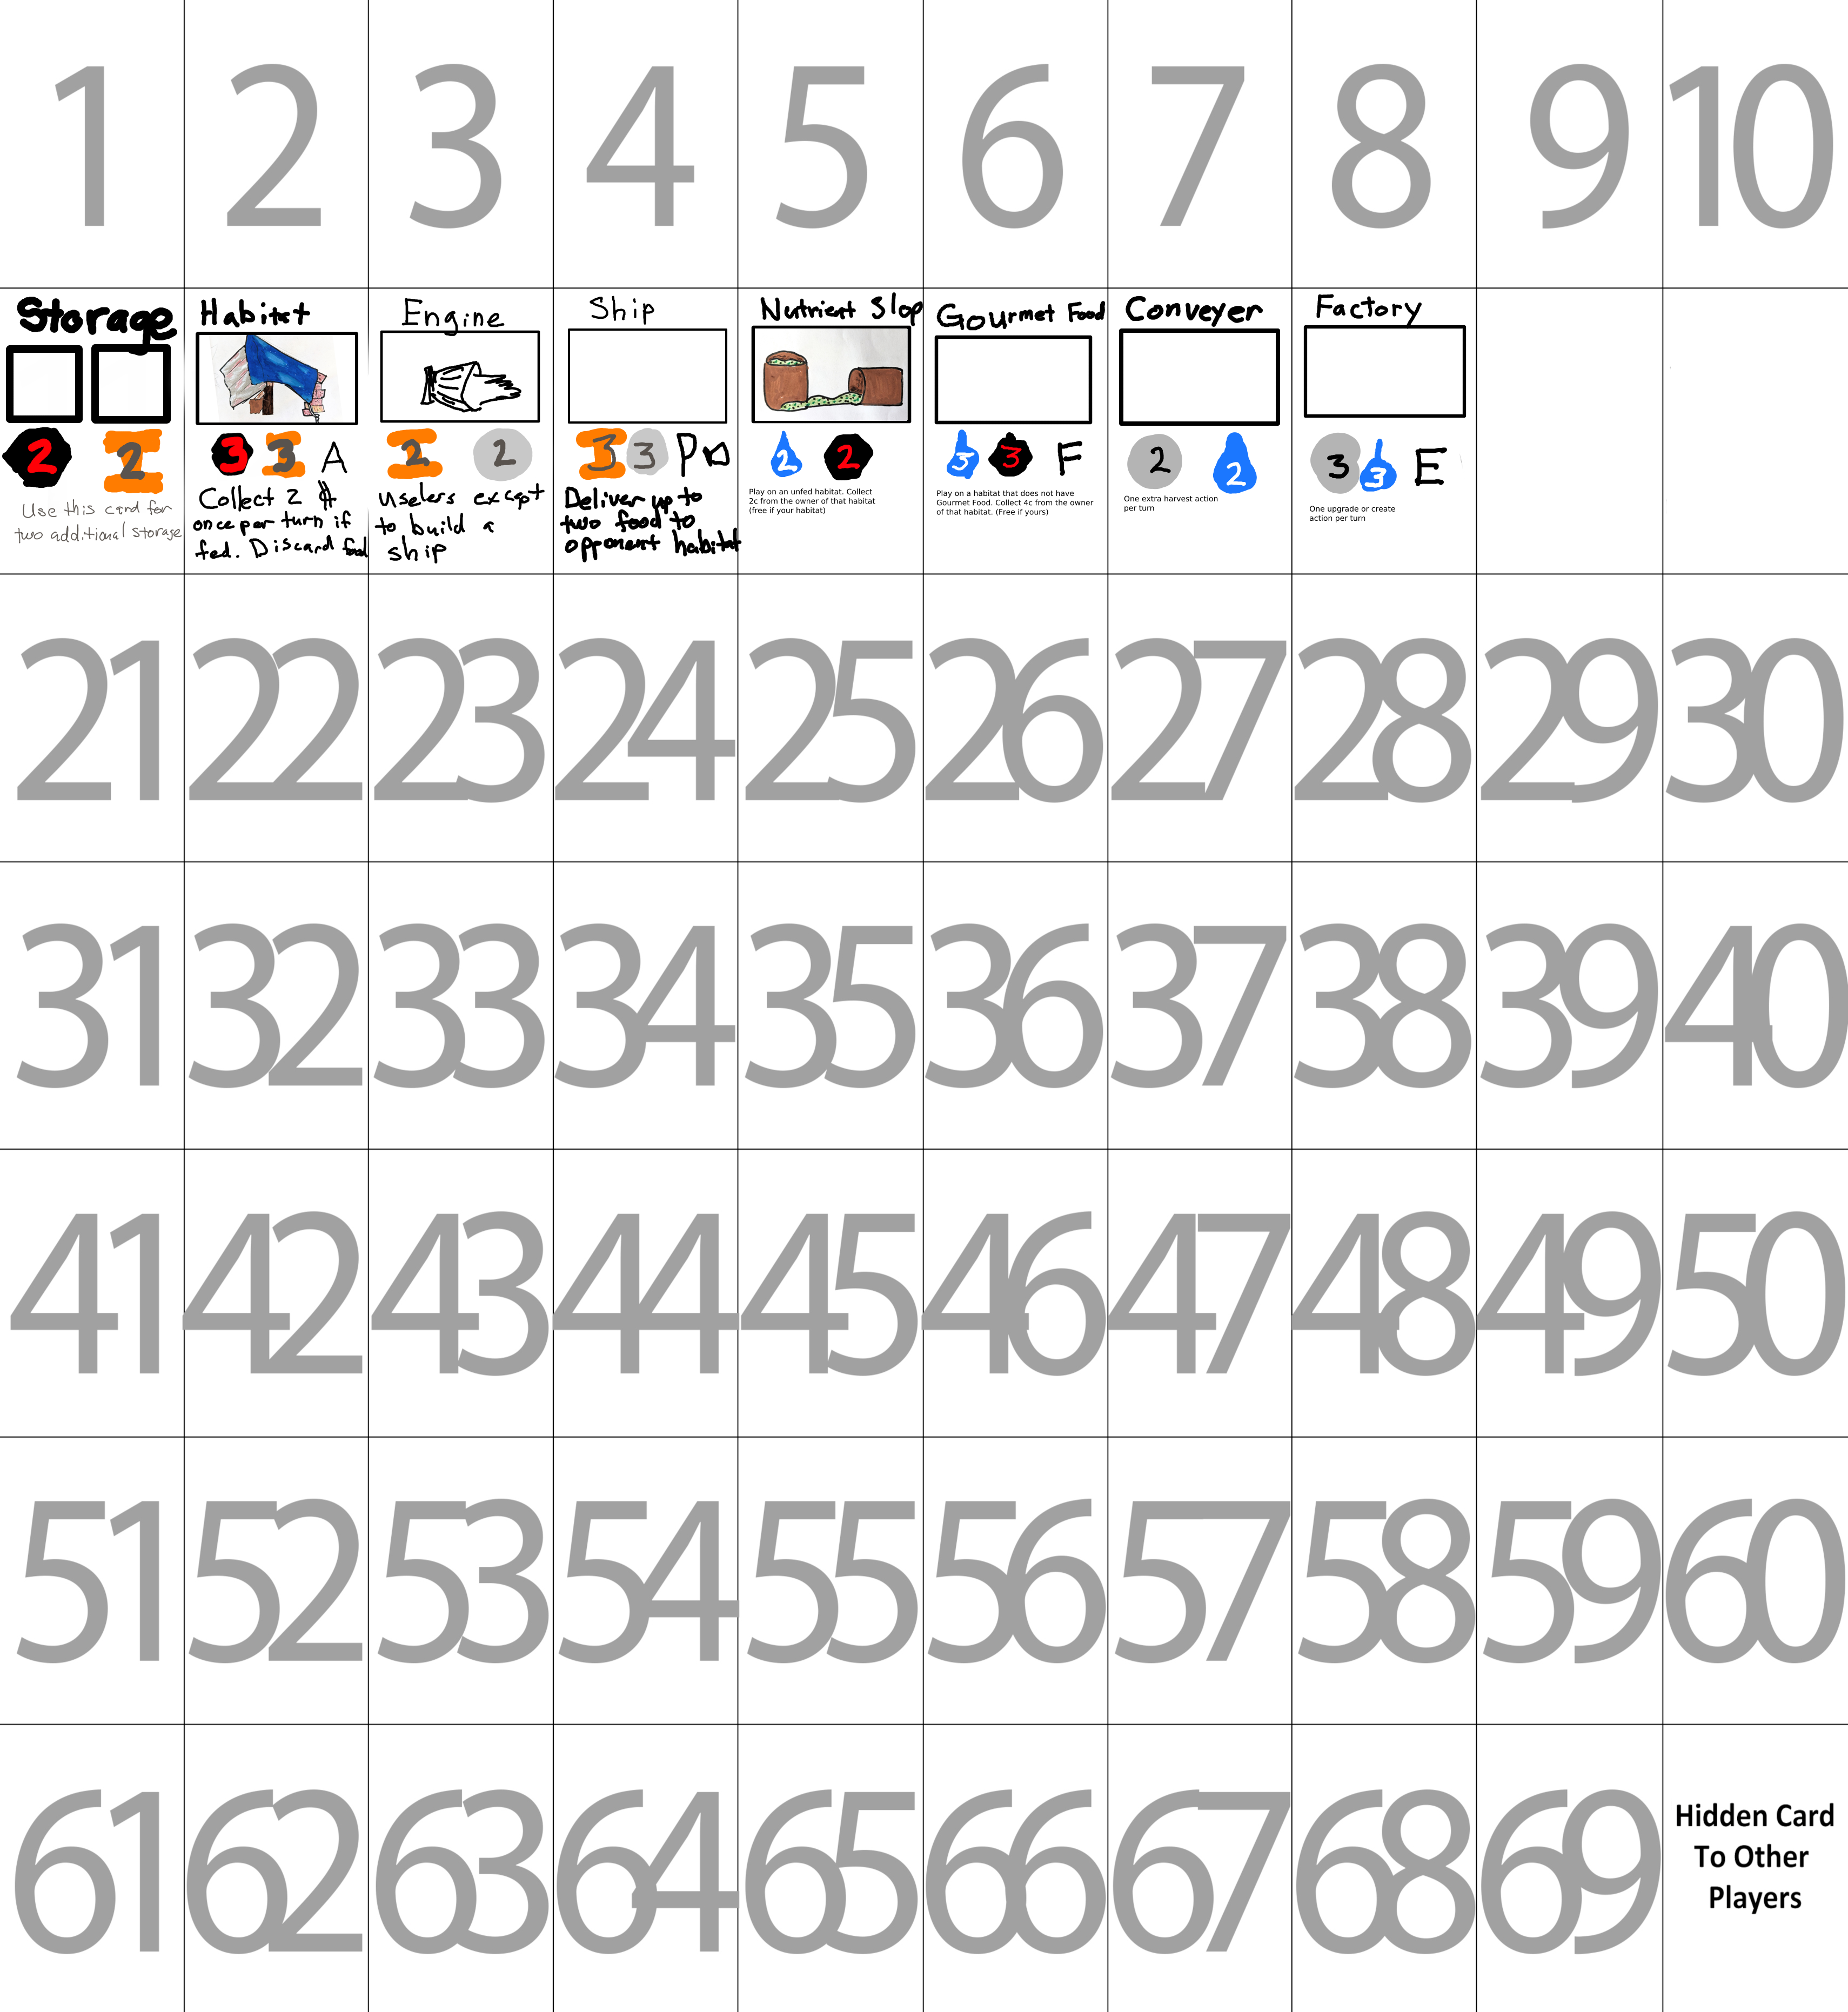 1 2 3 4 5 6 7 8 9 10
Storage
2 2
Use this card for
two additional storage
Habitat
3 3 A
Collect 2 $
once per turn if
fed. Discard food
Engine
2 2
Useless except
to build a
ship
Ship
3 3 P
Deliver up to
two food to
opponent habitat
Nutrient Slop
2 2
Play on an unfed habitat. Collect
2c from the owner of that habitat
(free if your habitat)
Gourmet Food
3 3 F
Play on a habitat that does not have
Gourmet Food. Collect 4c from the owner
of that habitat. (Free if yours)
Conveyer
2 2
One extra harvest action
per turn
Factory
3 3 E
One upgrade or create
action per turn
21 22 23 24 25 26 27 28 29 30
31 32 33 34 35 36 37 38 39 40
41 42 43 44 45 46 47 48 49 50
51 52 53 54 55 56 57 58 59 60
61 62 63 64 65 66 67 68 69
Hidden Card
To Other
Players